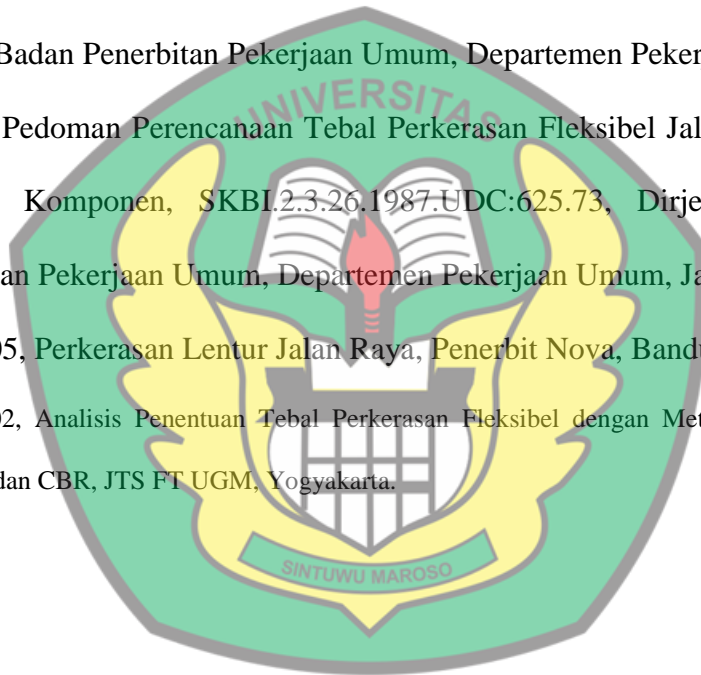 Badan Penerbitan Pekerjaan Umum, Departemen Peker
UNIVERSITAS
Pedoman Perencanaan Tebal Perkerasan Fleksibel Jal
Komponen, SKBI.2.3.26.1987.UDC:625.73, Dirje
an Pekerjaan Umum, Departemen Pekerjaan Umum, Ja
05, Perkerasan Lentur Jalan Raya, Penerbit Nova, Band
02, Analisis Penentuan Tebal Perkerasan Fleksibel dengan Met
dan CBR, JTS FT UGM, Yogyakarta.
SINTUWU MAROSO